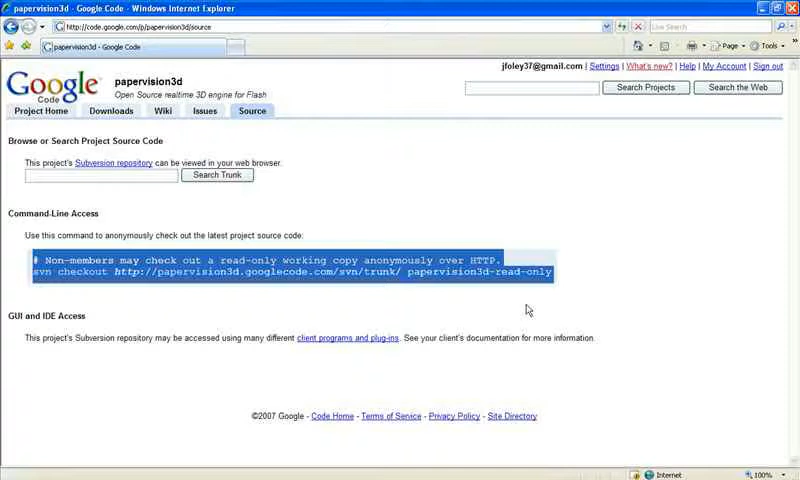 papervision3d - Google Code - Windows Internet Explorer
http://code.google.com/p/papervision3d/source
Live Search
papervision3d - Google Code
Page
Tools
jfoley37@gmail.com | Settings | What's new? | Help | My Account | Sign out
Google
Code
papervision3d
Open Source realtime 3D engine for Flash
Search Projects
Search the Web
Project Home
Downloads
Wiki
Issues
Source
Browse or Search Project Source Code
This project's Subversion repository can be viewed in your web browser.
Search Trunk
Command-Line Access
Use this command to anonymously check out the latest project source code:
# Non-members may check out a read-only working copy anonymously over HTTP.
svn checkout http://papervision3d.googlecode.com/svn/trunk/ papervision3d-read-only
GUI and IDE Access
This project's Subversion repository may be accessed using many different client programs and plug-ins. See your client's documentation for more information.
©2007 Google - Code Home - Terms of Service - Privacy Policy - Site Directory
Internet
100%